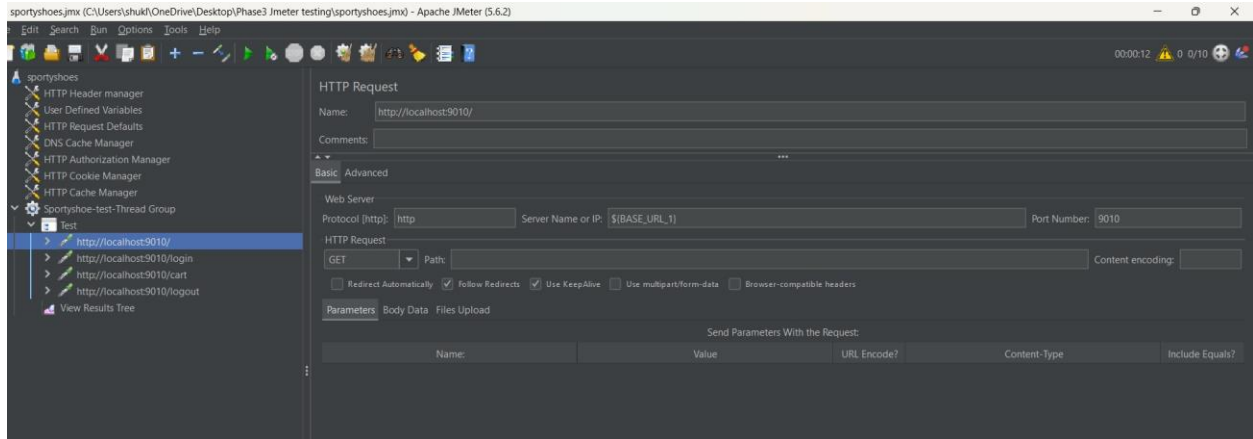 sportyshoes.jmx (C:\Users\shukl\OneDrive\Desktop\Phase3 Jmeter testing\sportyshoes.jmx) - Apache JMeter (5.6.2)
Edit Search Run Options Tools Help
00:00:12 0 0/10
sportyshoes
HTTP Header manager
User Defined Variables
HTTP Request Defaults
DNS Cache Manager
HTTP Authorization Manager
HTTP Cookie Manager
HTTP Cache Manager
Sportyshoe-test-Thread Group
Test
http://localhost:9010/
http://localhost:9010/login
http://localhost:9010/cart
http://localhost:9010/logout
View Results Tree
HTTP Request
Name: http://localhost:9010/
Comments:
Basic Advanced
Web Server
Protocol [http]: http Server Name or IP: ${BASE_URL_1} Port Number: 9010
HTTP Request
GET Path: Content encoding:
Redirect Automatically Follow Redirects Use KeepAlive Use multipart/form-data Browser-compatible headers
Parameters Body Data Files Upload
Send Parameters With the Request:
Name: Value URL Encode? Content-Type Include Equals?